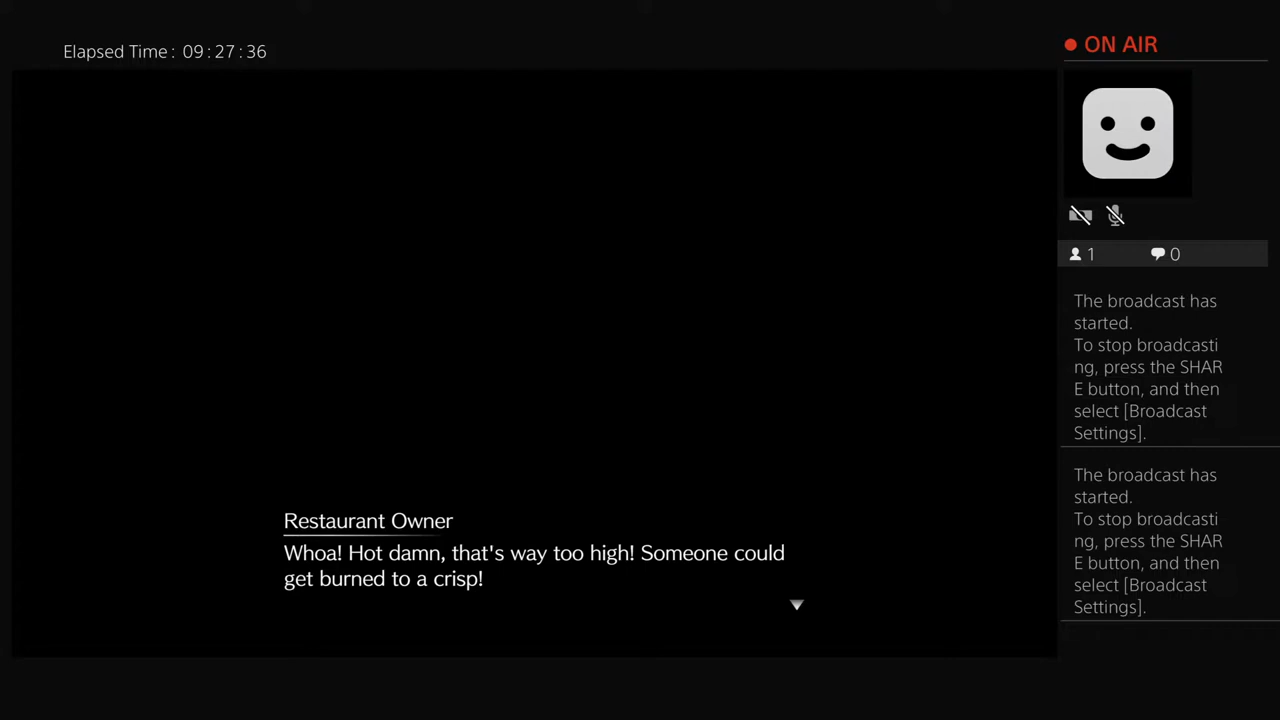 Elapsed Time: 09:27:36
ON AIR
1
0
The broadcast has
started.
To stop broadcasti
ng, press the SHAR
E button, and then
select [Broadcast
Settings].
The broadcast has
started.
To stop broadcasti
ng, press the SHAR
E button, and then
select [Broadcast
Settings].
Restaurant Owner
Whoa! Hot damn, that's way too high! Someone could
get burned to a crisp!